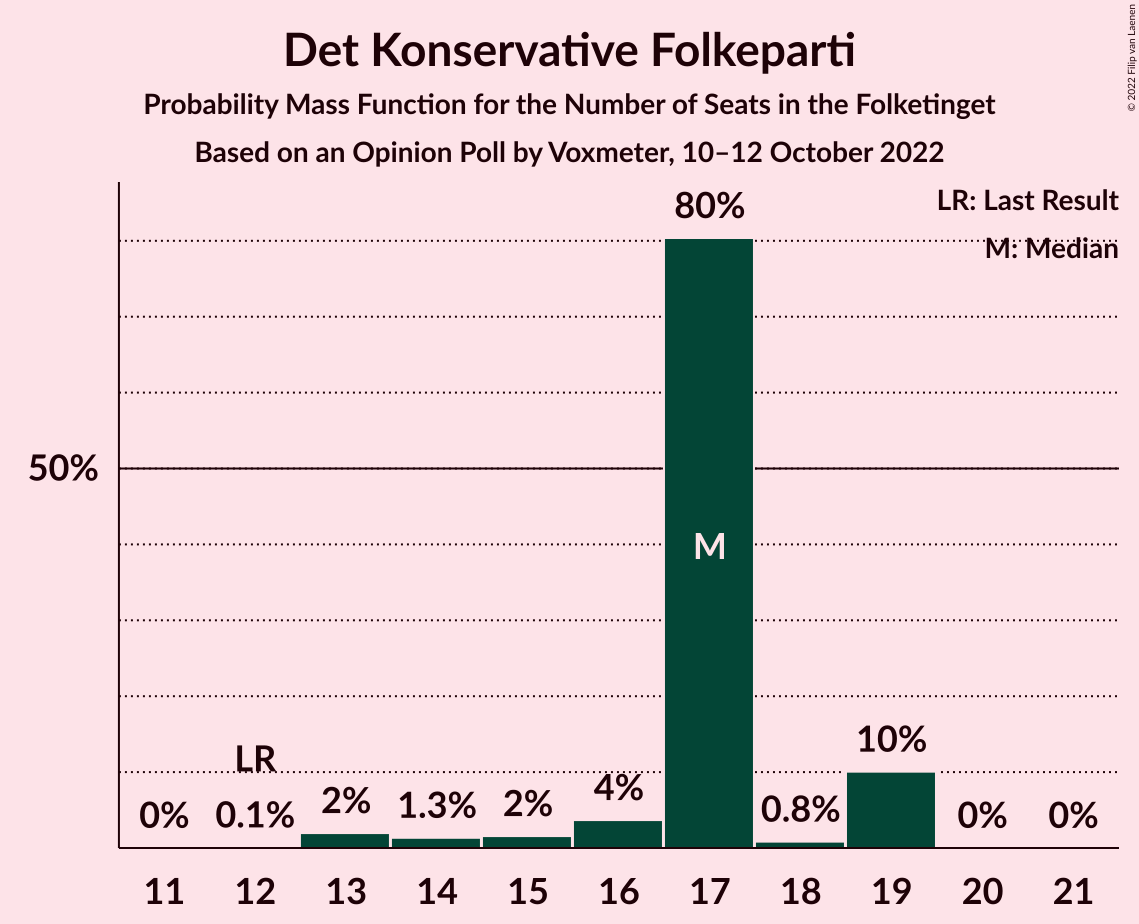 Det Konservative Folkeparti
Probability Mass Function for the Number of Seats in the Folketinget
Based on an Opinion Poll by Voxmeter, 10–12 October 2022
© 2022 Filip van Laenen
LR: Last Result
M: Median
80%
50%
M
LR
10%
0%
0.1%
2%
1.3%
2%
4%
0.8%
0%
0%
11
12
13
14
15
16
17
18
19
20
21